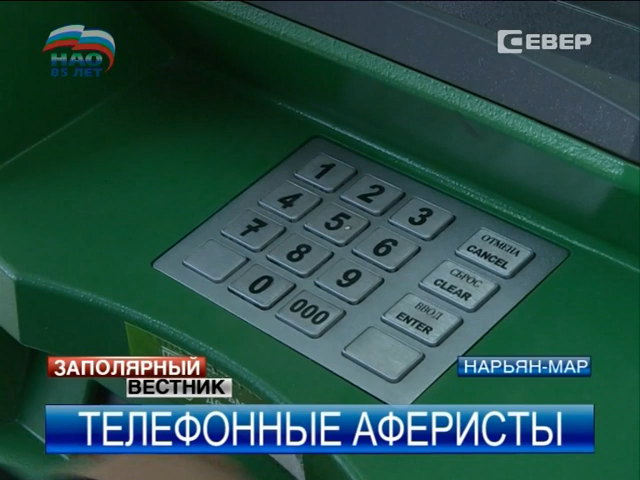 НАО
85 ЛЕТ
СЕВЕР
1 2 3
4 5 6
7 8 9
0 000
ОТМЕНА
CANCEL
СБРОС
CLEAR
ВВОД
ENTER
ЗАПОЛЯРНЫЙ
ВЕСТНИК
НАРЬЯН-МАР
ТЕЛЕФОННЫЕ АФЕРИСТЫ